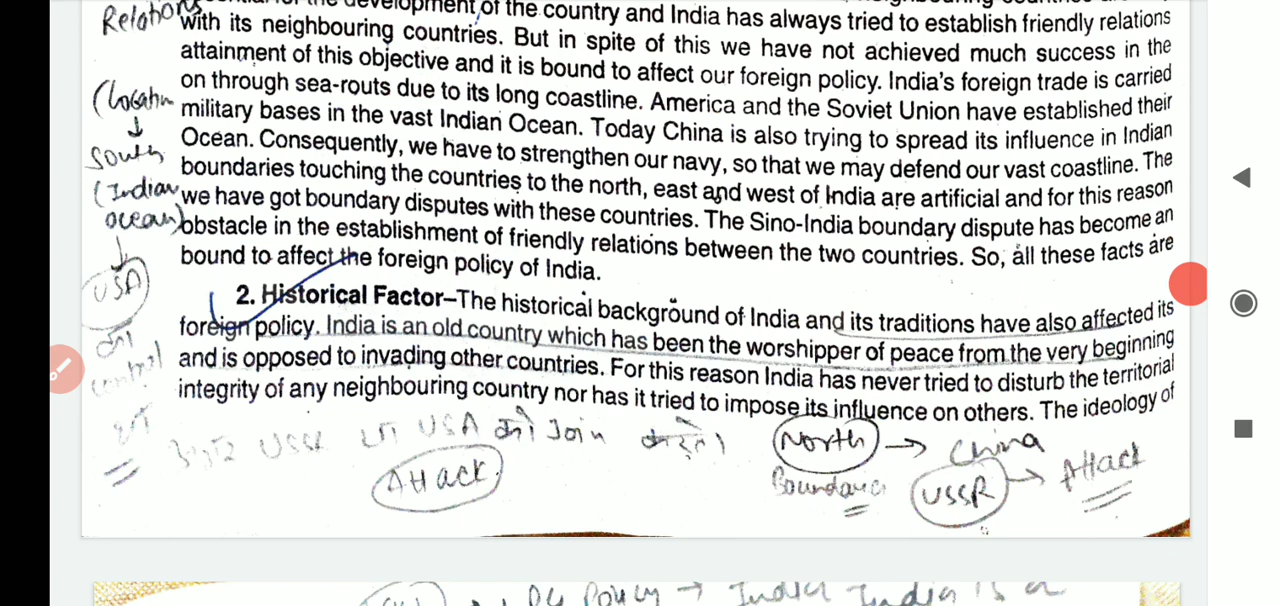 development of the country and India has always tried to establish friendly relations
Relation
with its neighbouring countries. But in spite of this we have not achieved much success in the
attainment of this objective and it is bound to affect our foreign policy. India's foreign trade is carried
on through sea-routs due to its long coastline. America and the Soviet Union have established their
military bases in the vast Indian Ocean. Today China is also trying to spread its influence in Indian
Ocean. Consequently, we have to strengthen our navy, so that we may defend our vast coastline. The
boundaries touching the countries to the north, east and west of India are artificial and for this reason
we have got boundary disputes with these countries. The Sino-India boundary dispute has become an
obstacle in the establishment of friendly relations between the two countries. So, all these facts are
bound to affect the foreign policy of India.
South
(Indian
ocean)
USA
का
control
2. Historical Factor–The historical background of India and its traditions have also affected its
foreign policy. India is an old country which has been the worshipper of peace from the very beginning
and is opposed to invading other countries. For this reason India has never tried to disturb the territorial
integrity of any neighbouring country nor has it tried to impose its influence on others. The ideology of
USSR USA को Join
Attack
North → China
USSR → Attack
Policy → India India is a